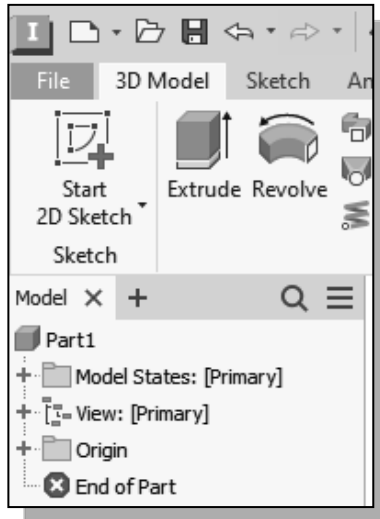 I
File 3D Model Sketch An
Start
2D Sketch
Extrude Revolve
Sketch
Model
Part1
Model States: [Primary]
View: [Primary]
Origin
End of Part